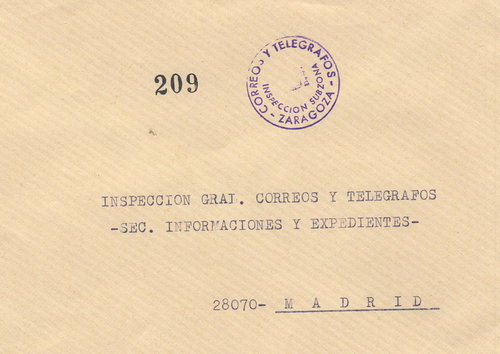 209
CORREOS Y TELEGRAFOS
INSPECCION SUBZONA
- ZARAGOZA -
INSPECCION GRAL. CORREOS Y TELEGRAFOS
-SEC. INFORMACIONES Y EXPEDIENTES-
28070- M A D R I D